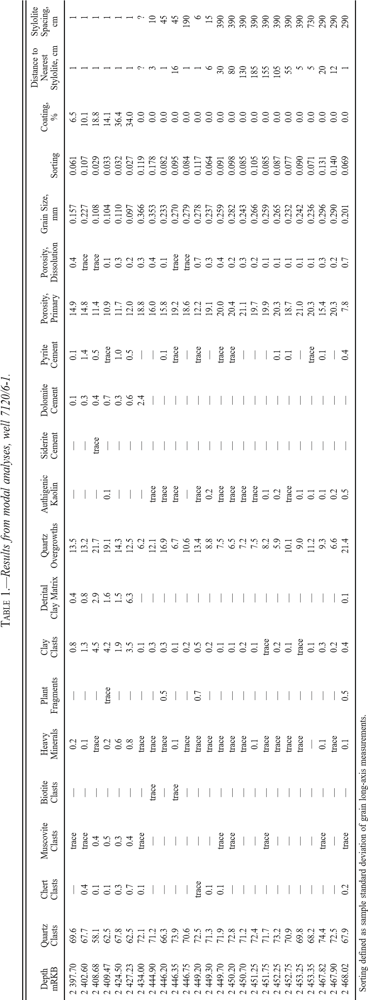 TABLE 1.—Results from modal analyses, well 7120/6-1.
Depth mRKB | Quartz Clasts | Chert Clasts | Muscovite Clasts | Biotite Clasts | Heavy Minerals | Plant Fragments | Clay Clasts | Detrital Clay Matrix | Quartz Overgrowths | Authigenic Kaolin | Siderite Cement | Dolomite Cement | Pyrite Cement | Porosity, Primary | Porosity, Dissolution | Grain Size, mm | Sorting | Coating, % | Distance to Nearest Stylolite, cm | Stylolite Spacing, cm
2 397.70 69.6 — trace — 0.2 — 0.8 0.4 13.5 — — 0.1 0.1 14.9 0.4 0.157 0.061 6.5 1 1
2 402.60 67.7 0.4 trace — 0.1 — 1.3 0.8 13.2 — — 0.3 1.4 14.8 trace 0.227 0.107 10.1 1 1
2 408.68 58.1 0.1 0.4 — trace — 4.5 2.9 21.7 — trace 0.4 0.5 11.4 trace 0.108 0.029 18.8 1 1
2 409.47 62.5 0.1 0.5 — 0.2 trace 4.2 1.6 19.1 0.1 — 0.7 trace 10.9 0.1 0.104 0.033 14.1 1 1
2 424.50 67.8 0.3 0.3 — 0.6 — 1.9 1.5 14.3 — — 0.3 1.0 11.7 0.3 0.110 0.032 36.4 1 1
2 427.23 62.5 0.7 0.4 — 0.8 — 3.5 6.3 12.5 — — 0.6 0.5 12.0 0.2 0.097 0.027 34.0 1 1
2 434.00 72.1 0.1 trace — trace — 0.1 — 6.2 — — 2.4 — 18.8 0.3 0.366 0.119 0.0 ? ?
2 444.90 71.2 — — trace trace — 0.3 — 12.1 trace — — — 16.0 0.4 0.353 0.178 0.0 3 10
2 446.20 66.3 — — — trace 0.5 0.3 — 16.9 trace — — 0.1 15.8 0.1 0.233 0.082 0.0 1 45
2 446.35 73.9 — — trace 0.1 — 0.1 — 6.7 trace — — trace 19.2 trace 0.270 0.095 0.0 16 45
2 446.75 70.6 — — — trace — 0.2 — 10.6 — — — — 18.6 trace 0.279 0.084 0.0 1 190
2 449.20 72.5 trace — — trace 0.7 0.5 — 13.4 trace — — trace 12.2 0.7 0.278 0.117 0.0 1 6
2 449.30 71.3 0.1 — — trace — 0.2 — 8.8 0.2 — — — 19.1 0.3 0.237 0.064 0.0 6 15
2 449.70 71.9 0.1 trace — trace — 0.1 — 7.5 trace — — trace 20.0 0.4 0.259 0.091 0.0 30 390
2 450.20 72.8 — trace — trace — 0.1 — 6.5 trace — — trace 20.4 0.2 0.282 0.098 0.0 80 390
2 450.70 71.2 — — — trace — 0.2 — 7.2 trace — — — 21.1 0.3 0.243 0.085 0.0 130 390
2 451.25 72.4 — — — 0.1 — 0.1 — 7.5 trace — — — 19.7 0.2 0.266 0.105 0.0 185 390
2 451.75 71.7 — trace — trace — trace — 8.2 0.1 — — — 19.9 0.1 0.259 0.085 0.0 155 390
2 452.25 73.2 — — — trace — 0.2 — 5.9 0.2 — — 0.1 20.3 0.1 0.265 0.087 0.0 105 390
2 452.75 70.9 — — — trace — 0.1 — 10.1 trace — — 0.1 18.7 0.1 0.232 0.077 0.0 55 390
2 453.25 69.8 — — — trace — trace — 9.0 0.1 — — — 21.0 0.1 0.242 0.090 0.0 5 390
2 453.35 68.2 — — — — — 0.1 — 11.2 0.1 — — trace 20.3 0.1 0.236 0.071 0.0 5 730
2 467.82 74.4 — trace — 0.1 — 0.3 — 9.3 0.1 — — 0.1 15.4 0.3 0.296 0.131 0.0 20 290
2 467.90 72.5 — — — trace — 0.2 — 6.6 0.2 — — — 20.3 0.2 0.290 0.140 0.0 12 290
2 468.02 67.9 0.2 trace — 0.1 0.5 0.4 0.1 21.4 0.5 — — 0.4 7.8 0.7 0.201 0.069 0.0 1 290
Sorting defined as sample standard deviation of grain long-axis measurements.